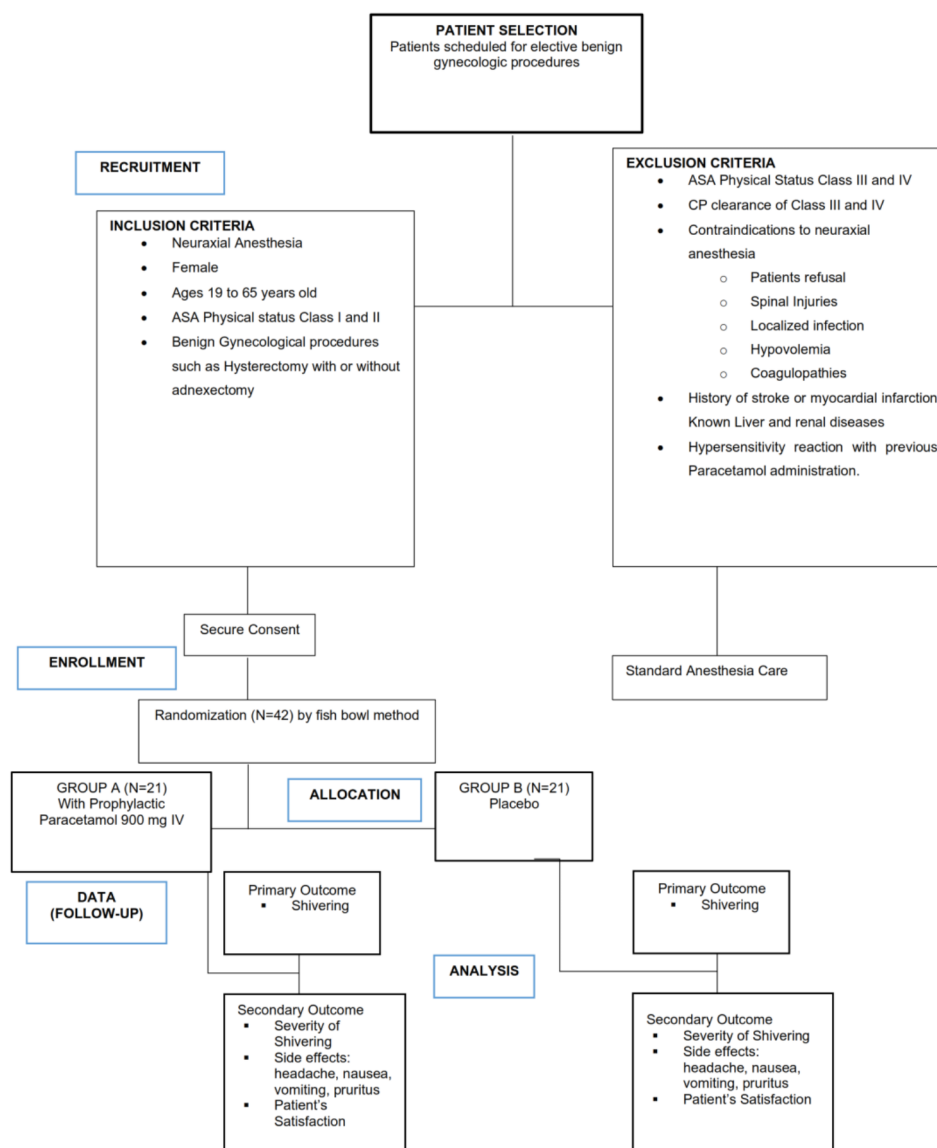 PATIENT SELECTION
Patients scheduled for elective benign
gynecologic procedures
RECRUITMENT
INCLUSION CRITERIA
• Neuraxial Anesthesia
• Female
• Ages 19 to 65 years old
• ASA Physical status Class I and II
• Benign Gynecological procedures
such as Hysterectomy with or without
adnexectomy
EXCLUSION CRITERIA
• ASA Physical Status Class III and IV
• CP clearance of Class III and IV
• Contraindications to neuraxial
anesthesia
o Patients refusal
o Spinal Injuries
o Localized infection
o Hypovolemia
o Coagulopathies
• History of stroke or myocardial infarction
Known Liver and renal diseases
• Hypersensitivity reaction with previous
Paracetamol administration.
Secure Consent
ENROLLMENT
Standard Anesthesia Care
Randomization (N=42) by fish bowl method
GROUP A (N=21)
With Prophylactic
Paracetamol 900 mg IV
ALLOCATION
GROUP B (N=21)
Placebo
DATA
(FOLLOW-UP)
Primary Outcome
▪ Shivering
Primary Outcome
▪ Shivering
ANALYSIS
Secondary Outcome
▪ Severity of
Shivering
▪ Side effects:
headache, nausea,
vomiting, pruritus
▪ Patient's
Satisfaction
Secondary Outcome
▪ Severity of Shivering
▪ Side effects:
headache, nausea,
vomiting, pruritus
▪ Patient's Satisfaction